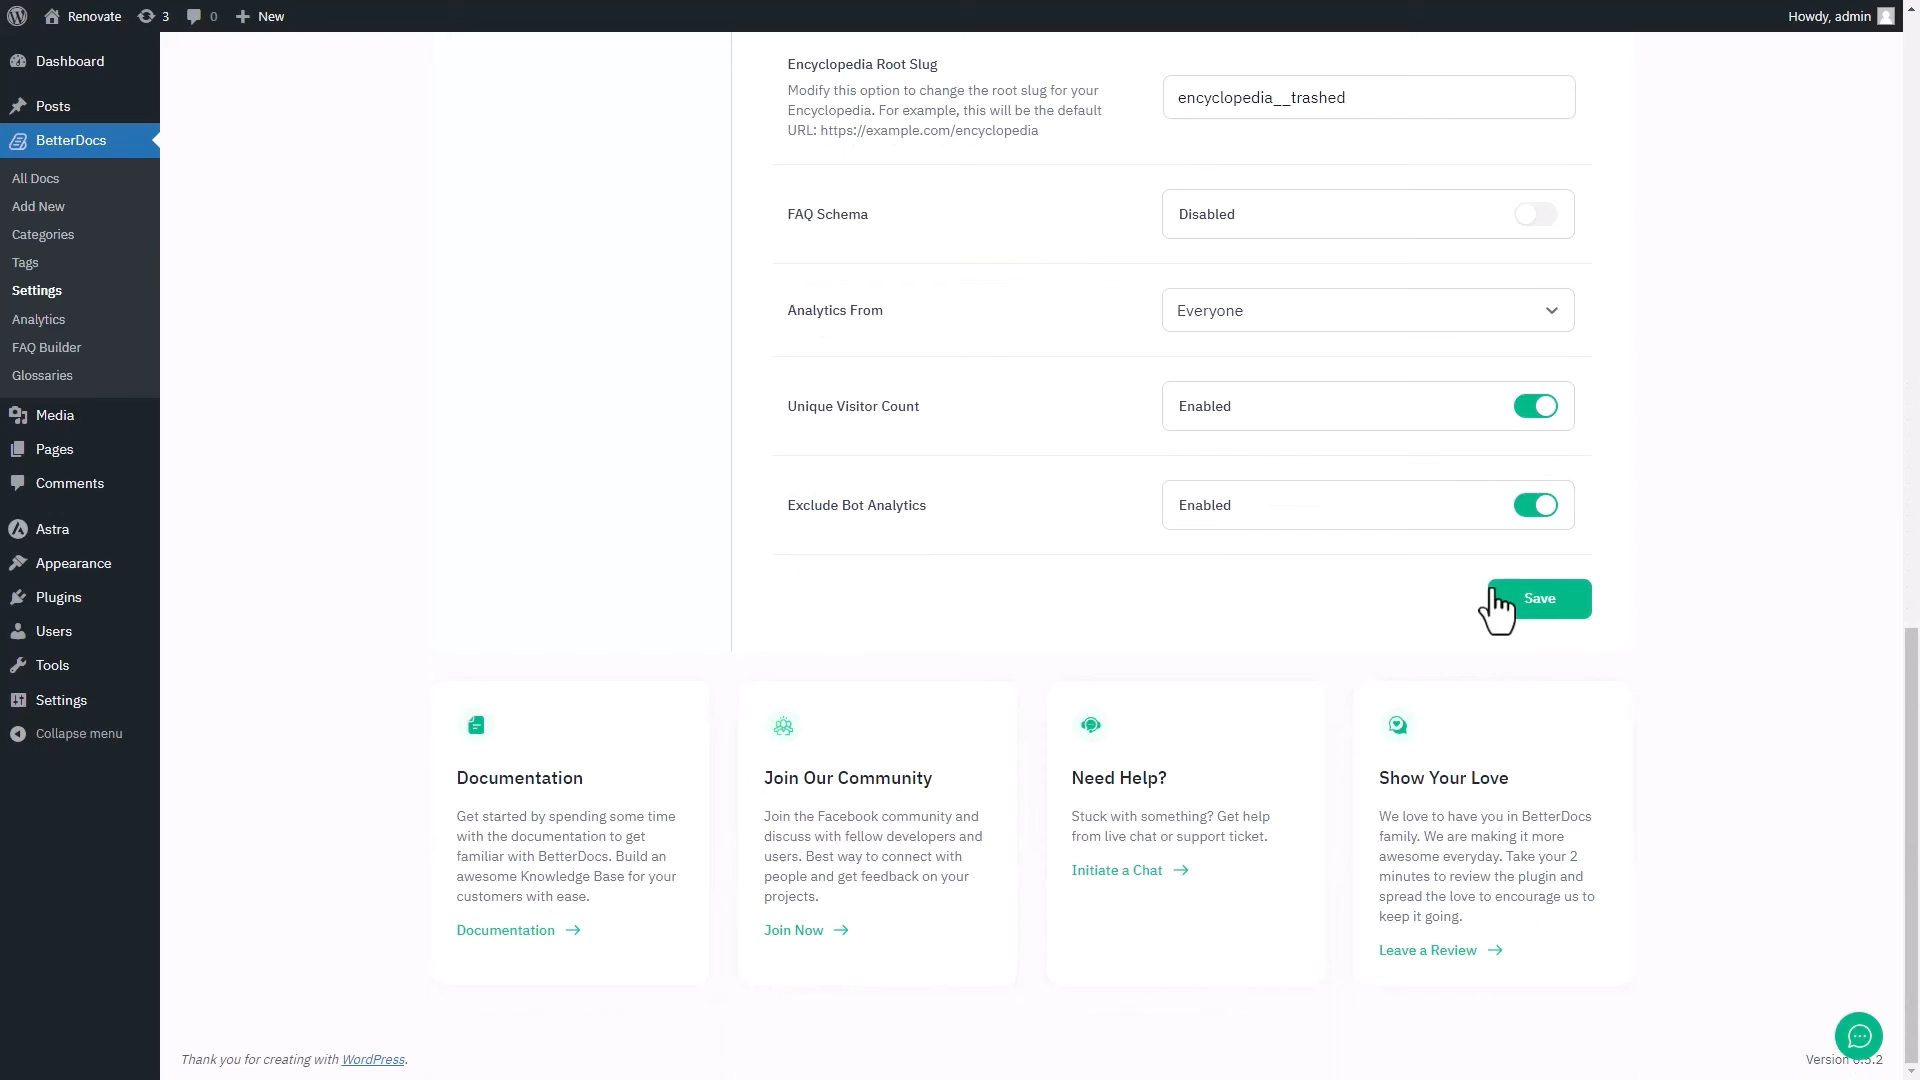 Renovate
3
0
New
Howdy, admin
Dashboard
Posts
BetterDocs
All Docs
Add New
Categories
Tags
Settings
Analytics
FAQ Builder
Glossaries
Media
Pages
Comments
Astra
Appearance
Plugins
Users
Tools
Settings
Collapse menu
Encyclopedia Root Slug
Modify this option to change the root slug for your
Encyclopedia. For example, this will be the default
URL: https://example.com/encyclopedia
encyclopedia__trashed
FAQ Schema
Disabled
Analytics From
Everyone
Unique Visitor Count
Enabled
Exclude Bot Analytics
Enabled
Save
Documentation
Get started by spending some time
with the documentation to get
familiar with BetterDocs. Build an
awesome Knowledge Base for your
customers with ease.
Documentation
Join Our Community
Join the Facebook community and
discuss with fellow developers and
users. Best way to connect with
people and get feedback on your
projects.
Join Now
Need Help?
Stuck with something? Get help
from live chat or support ticket.
Initiate a Chat
Show Your Love
We love to have you in BetterDocs
family. We are making it more
awesome everyday. Take your 2
minutes to review the plugin and
spread the love to encourage us to
keep it going.
Leave a Review
Thank you for creating with WordPress.
Version